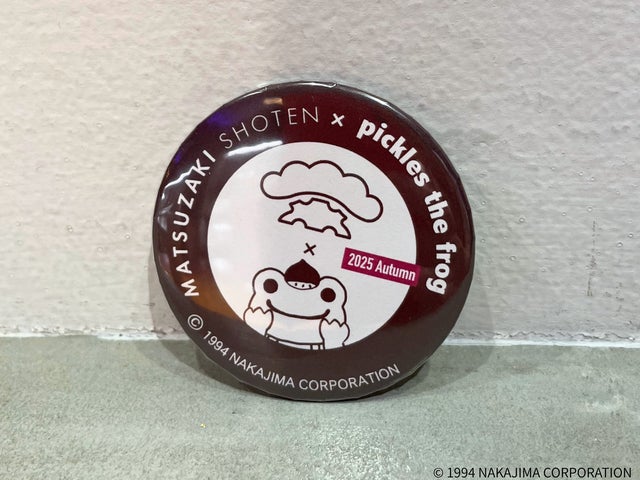 MATSUZAKI SHOTEN × pickles the frog
×
2025 Autumn
© 1994 NAKAJIMA CORPORATION
© 1994 NAKAJIMA CORPORATION